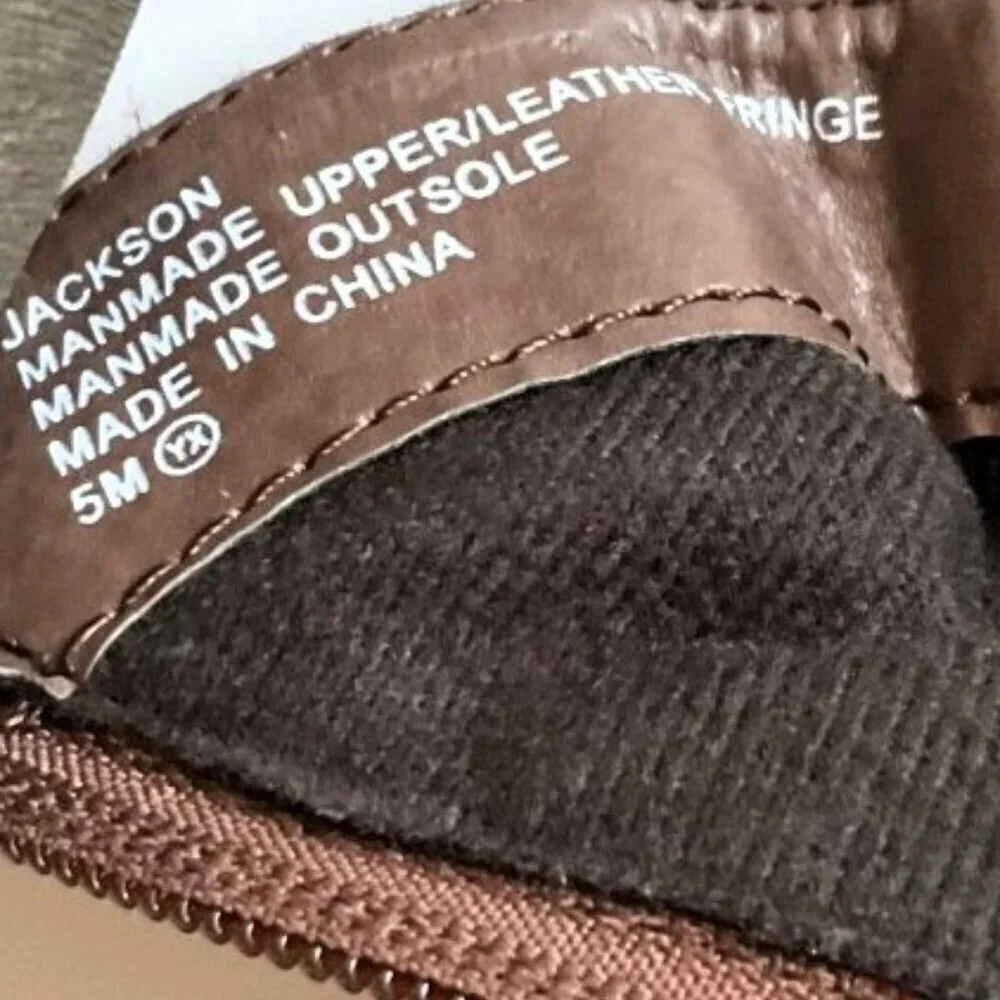 JACKSON
MANMADE UPPER/LEATHER FRINGE
MANMADE OUTSOLE
MADE IN CHINA
5M YX